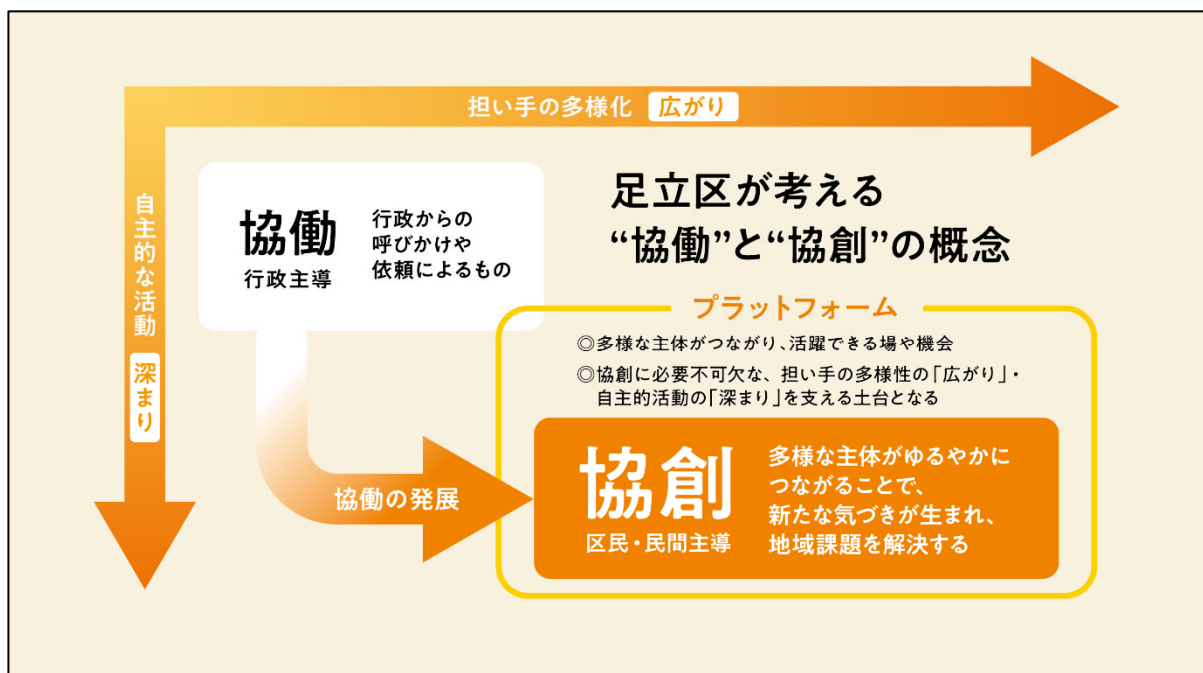 担い手の多様化 広がり
自主的な活動 深まり
足立区が考える
“協働”と“協創”の概念
協働
行政主導
行政からの
呼びかけや
依頼によるもの
プラットフォーム
◎多様な主体がつながり、活躍できる場や機会
◎協創に必要不可欠な、担い手の多様性の「広がり」・
自主的活動の「深まり」を支える土台となる
協働の発展
協創
区民・民間主導
多様な主体がゆるやかに
つながることで、
新たな気づきが生まれ、
地域課題を解決する